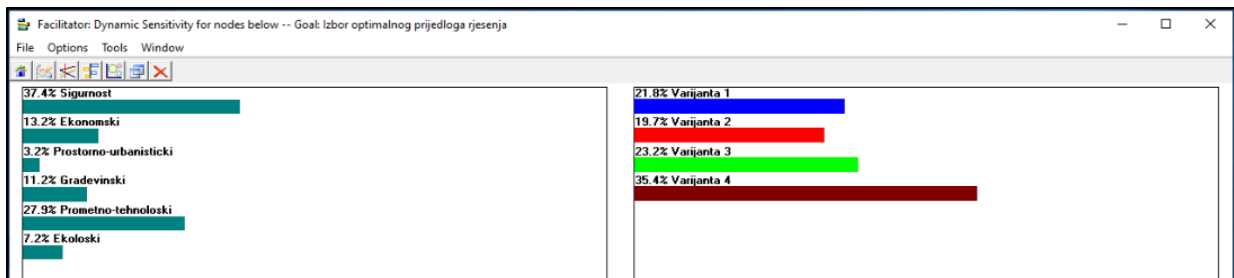 Facilitator: Dynamic Sensitivity for nodes below -- Goal: Izbor optimalnog prijedloga rjesenja
File Options Tools Window
37.4% Sigurnost
13.2% Ekonomski
3.2% Prostorno-urbanisticki
11.2% Gradevinski
27.9% Prometno-tehnoloski
7.2% Ekoloski
21.8% Varijanta 1
19.7% Varijanta 2
23.2% Varijanta 3
35.4% Varijanta 4